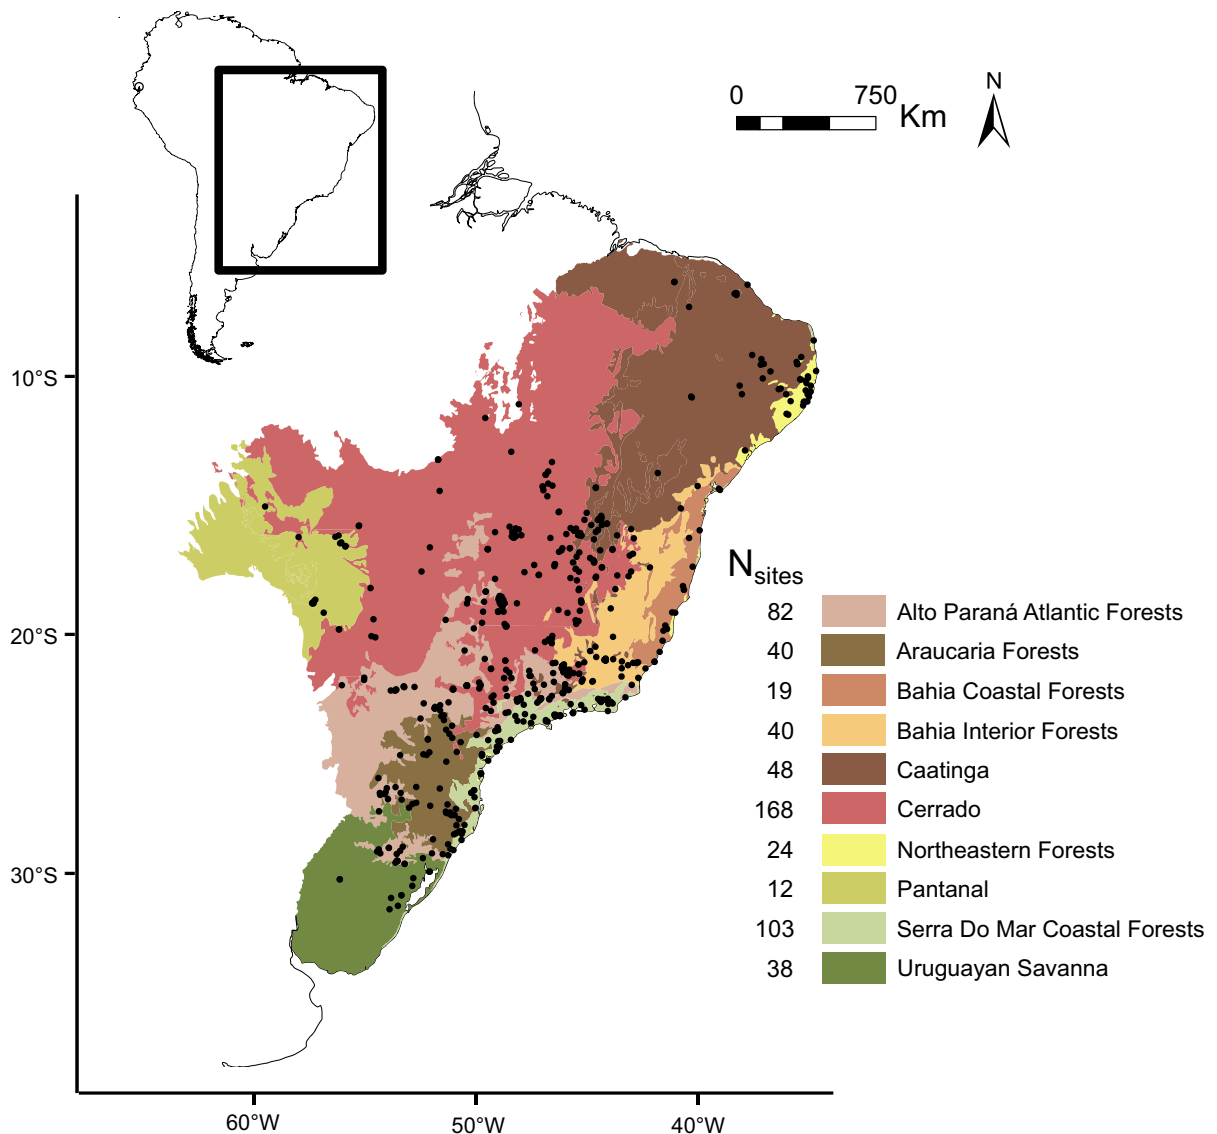 0 750 Km
N
10°S
20°S
30°S
60°W 50°W 40°W
Nsites
82 Alto Paraná Atlantic Forests
40 Araucaria Forests
19 Bahia Coastal Forests
40 Bahia Interior Forests
48 Caatinga
168 Cerrado
24 Northeastern Forests
12 Pantanal
103 Serra Do Mar Coastal Forests
38 Uruguayan Savanna